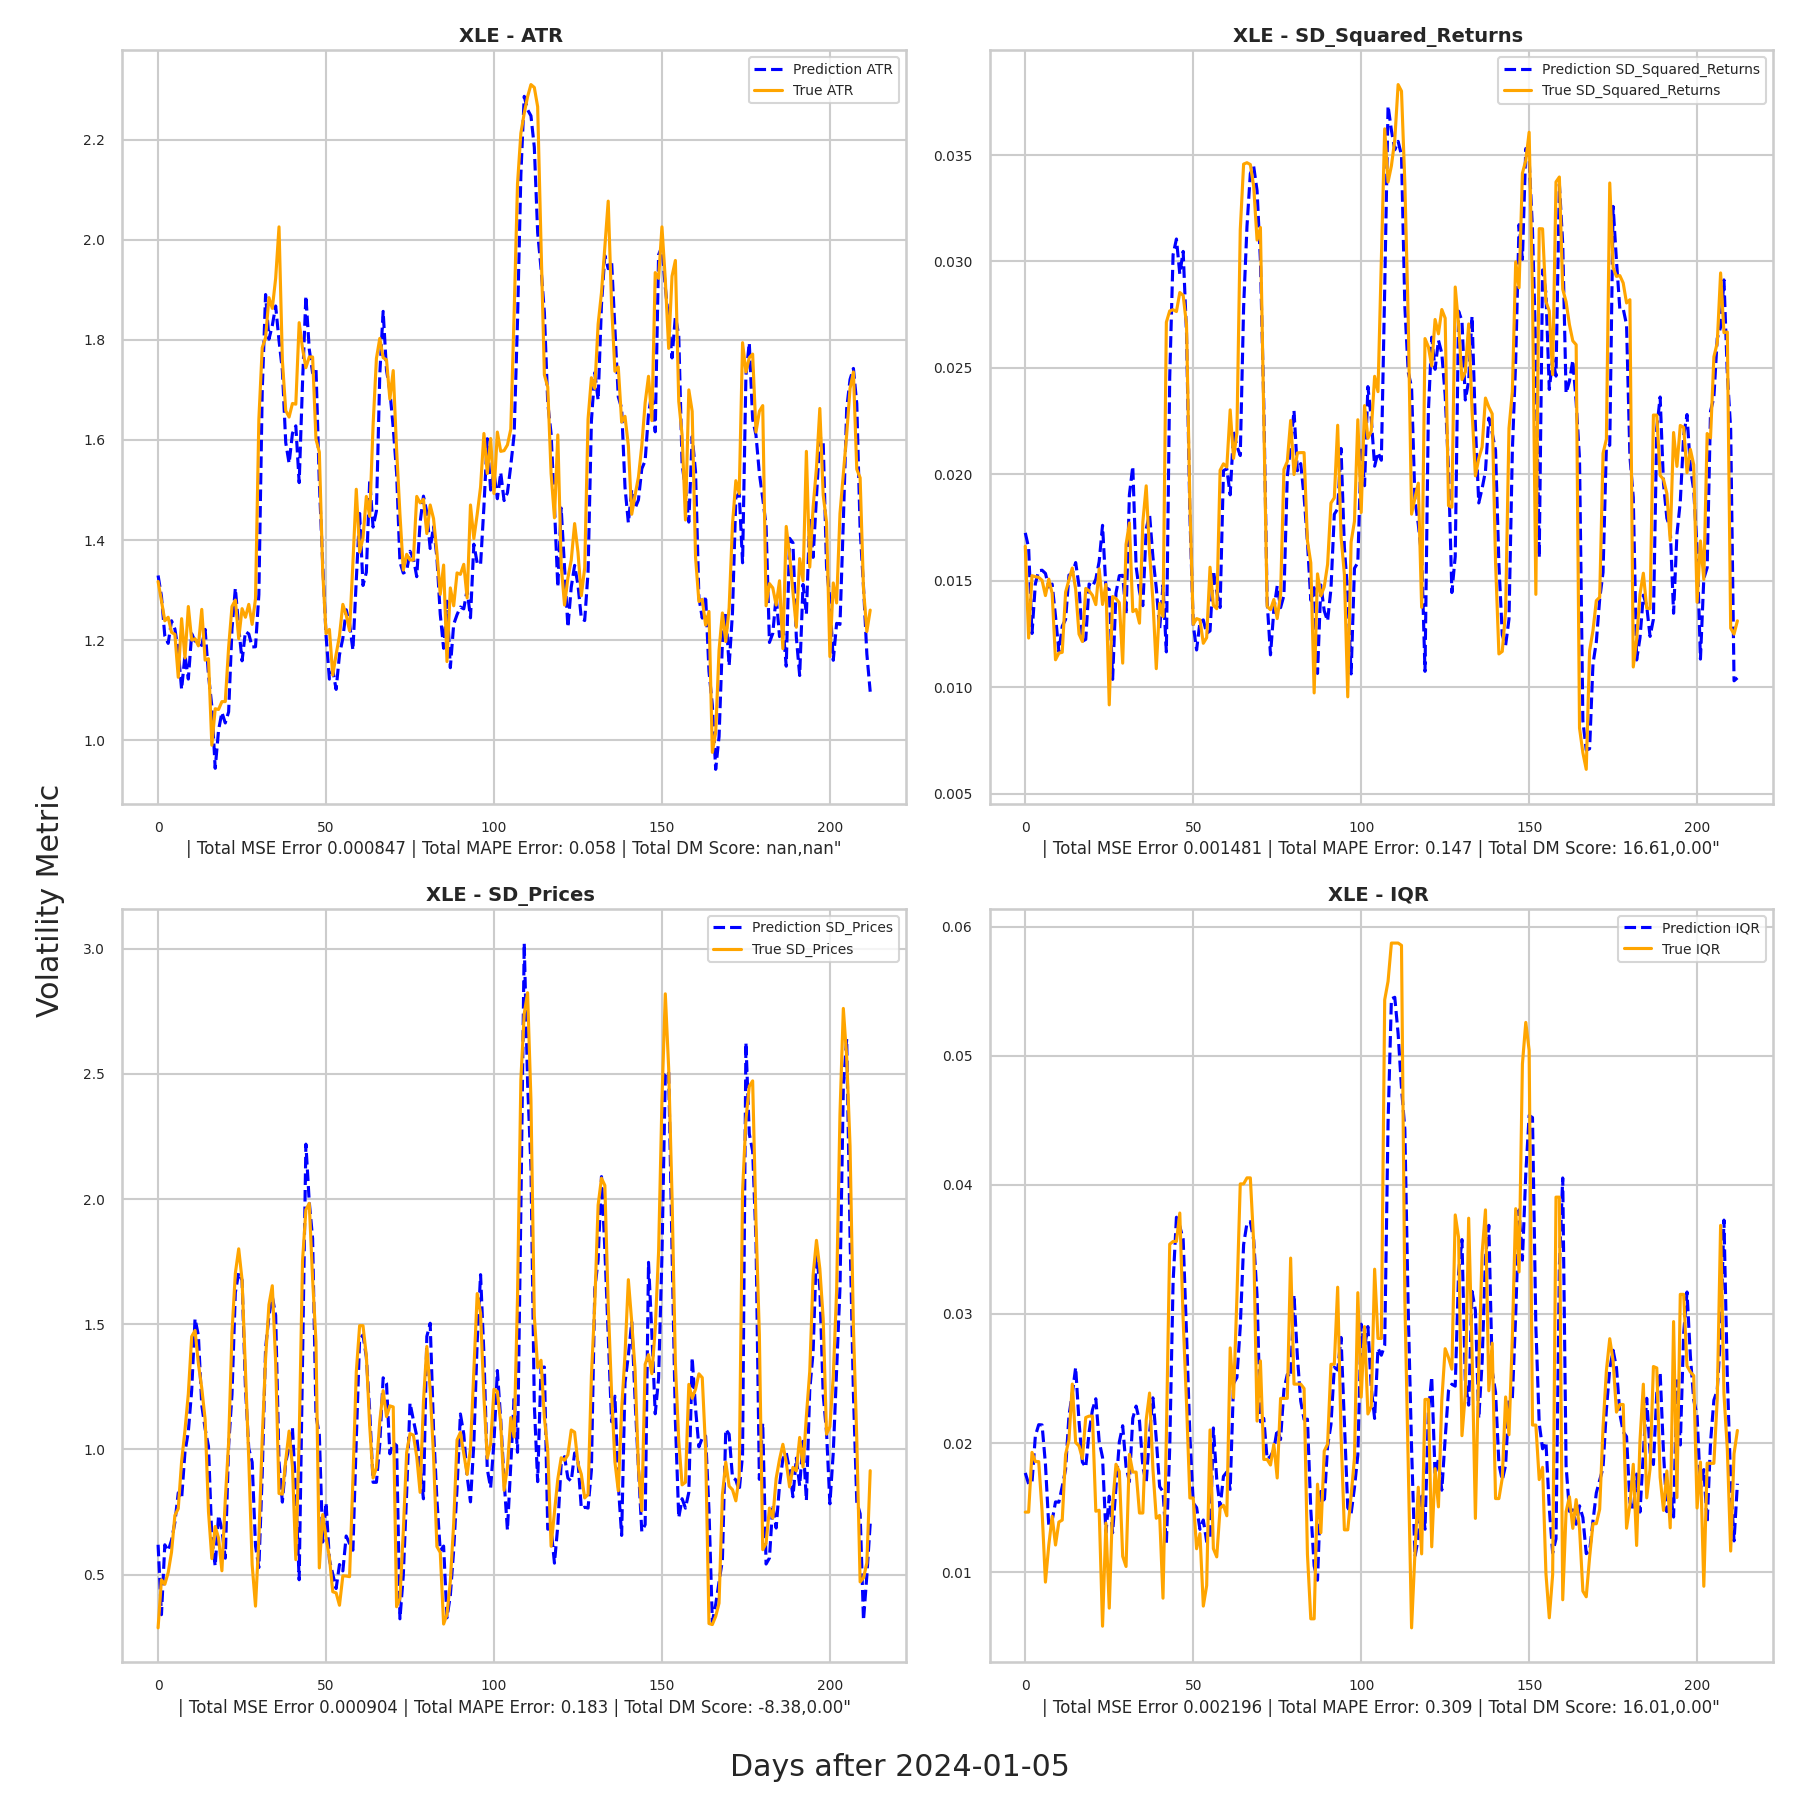 XLE - ATR
Prediction ATR
True ATR
2.2
2.0
1.8
1.6
1.4
1.2
1.0
0
50
100
150
200
| Total MSE Error 0.000847 | Total MAPE Error: 0.058 | Total DM Score: nan,nan"
XLE - SD_Squared_Returns
Prediction SD_Squared_Returns
True SD_Squared_Returns
0.035
0.030
0.025
0.020
0.015
0.010
0.005
0
50
100
150
200
| Total MSE Error 0.001481 | Total MAPE Error: 0.147 | Total DM Score: 16.61,0.00"
Volatility Metric
XLE - SD_Prices
Prediction SD_Prices
True SD_Prices
3.0
2.5
2.0
1.5
1.0
0.5
0
50
100
150
200
| Total MSE Error 0.000904 | Total MAPE Error: 0.183 | Total DM Score: -8.38,0.00"
XLE - IQR
Prediction IQR
True IQR
0.06
0.05
0.04
0.03
0.02
0.01
0
50
100
150
200
| Total MSE Error 0.002196 | Total MAPE Error: 0.309 | Total DM Score: 16.01,0.00"
Days after 2024-01-05